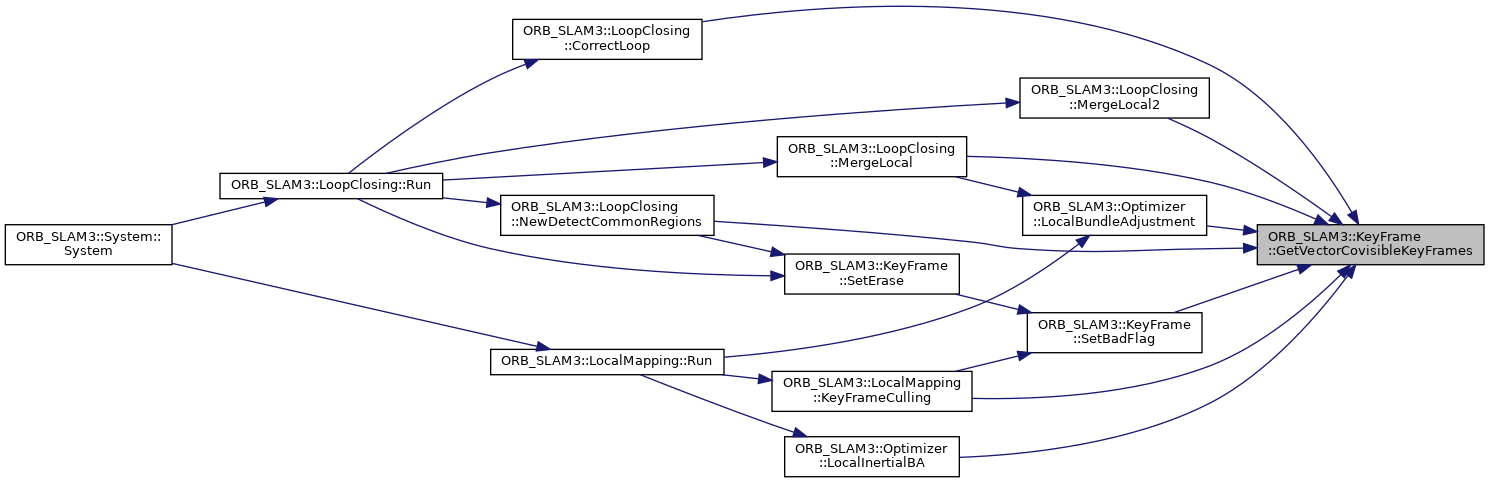 ORB_SLAM3::LoopClosing
::CorrectLoop
ORB_SLAM3::LoopClosing
::MergeLocal2
ORB_SLAM3::LoopClosing
::MergeLocal
ORB_SLAM3::LoopClosing::Run
ORB_SLAM3::LoopClosing
::NewDetectCommonRegions
ORB_SLAM3::Optimizer
::LocalBundleAdjustment
ORB_SLAM3::System::
System
ORB_SLAM3::KeyFrame
::GetVectorCovisibleKeyFrames
ORB_SLAM3::KeyFrame
::SetErase
ORB_SLAM3::KeyFrame
::SetBadFlag
ORB_SLAM3::LocalMapping::Run
ORB_SLAM3::LocalMapping
::KeyFrameCulling
ORB_SLAM3::Optimizer
::LocalInertialBA